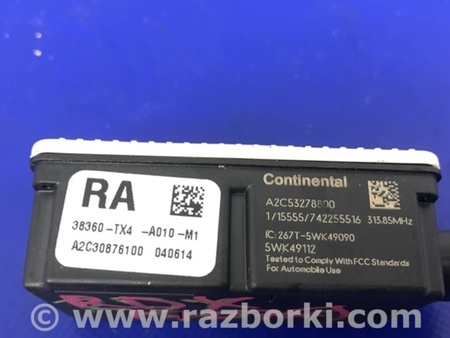 RA
38360-TX4 -A010-M1
A2C30876100 040614
Continental
A2C53278800
1/15555/742255516 313.85MHz
IC: 267T-5WK49090
5WK49112
Tested to Comply With FCC Standards
For Automobile Use
www.razborki.com